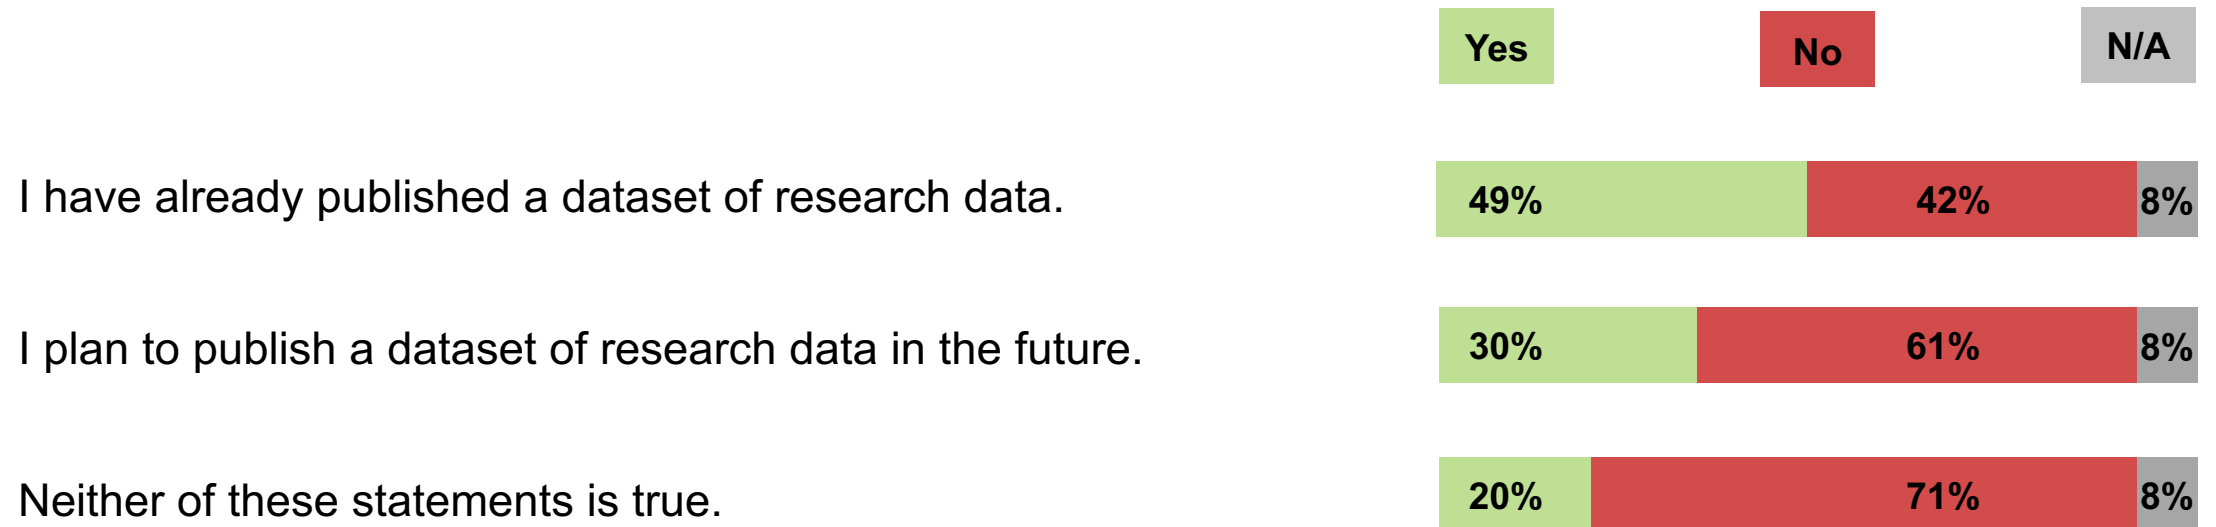 Yes No N/A
I have already published a dataset of research data. 49% 42% 8%
I plan to publish a dataset of research data in the future. 30% 61% 8%
Neither of these statements is true. 20% 71% 8%